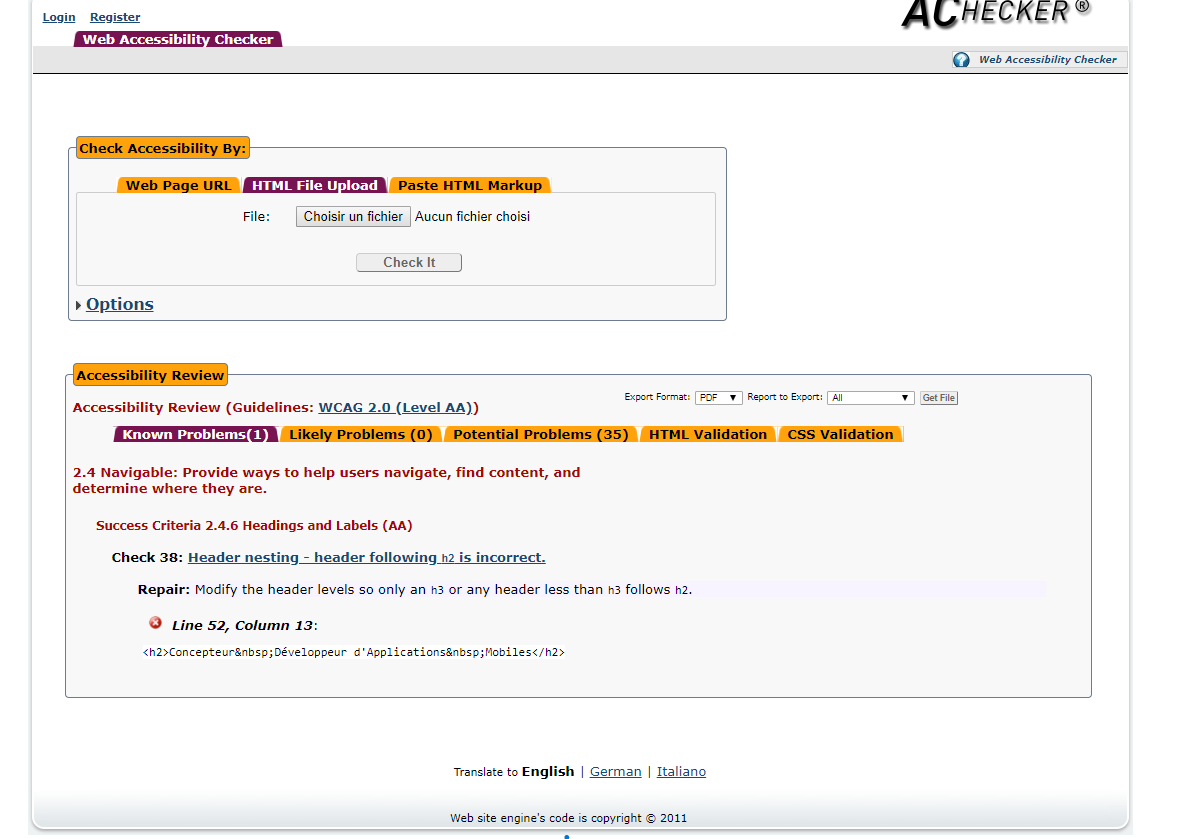 Login Register
ACHECKER ®
Web Accessibility Checker
Web Accessibility Checker
Check Accessibility By:
Web Page URL HTML File Upload Paste HTML Markup
File: Choisir un fichier Aucun fichier choisi
Check It
Options
Accessibility Review
Export Format: PDF Report to Export: All Get File
Accessibility Review (Guidelines: WCAG 2.0 (Level AA))
Known Problems(1) Likely Problems (0) Potential Problems (35) HTML Validation CSS Validation
2.4 Navigable: Provide ways to help users navigate, find content, and
determine where they are.
Success Criteria 2.4.6 Headings and Labels (AA)
Check 38: Header nesting - header following h2 is incorrect.
Repair: Modify the header levels so only an h3 or any header less than h3 follows h2.
Line 52, Column 13:
<h2>Concepteur&nbsp;Développeur d'Applications&nbsp;Mobiles</h2>
Translate to English | German | Italiano
Web site engine's code is copyright © 2011